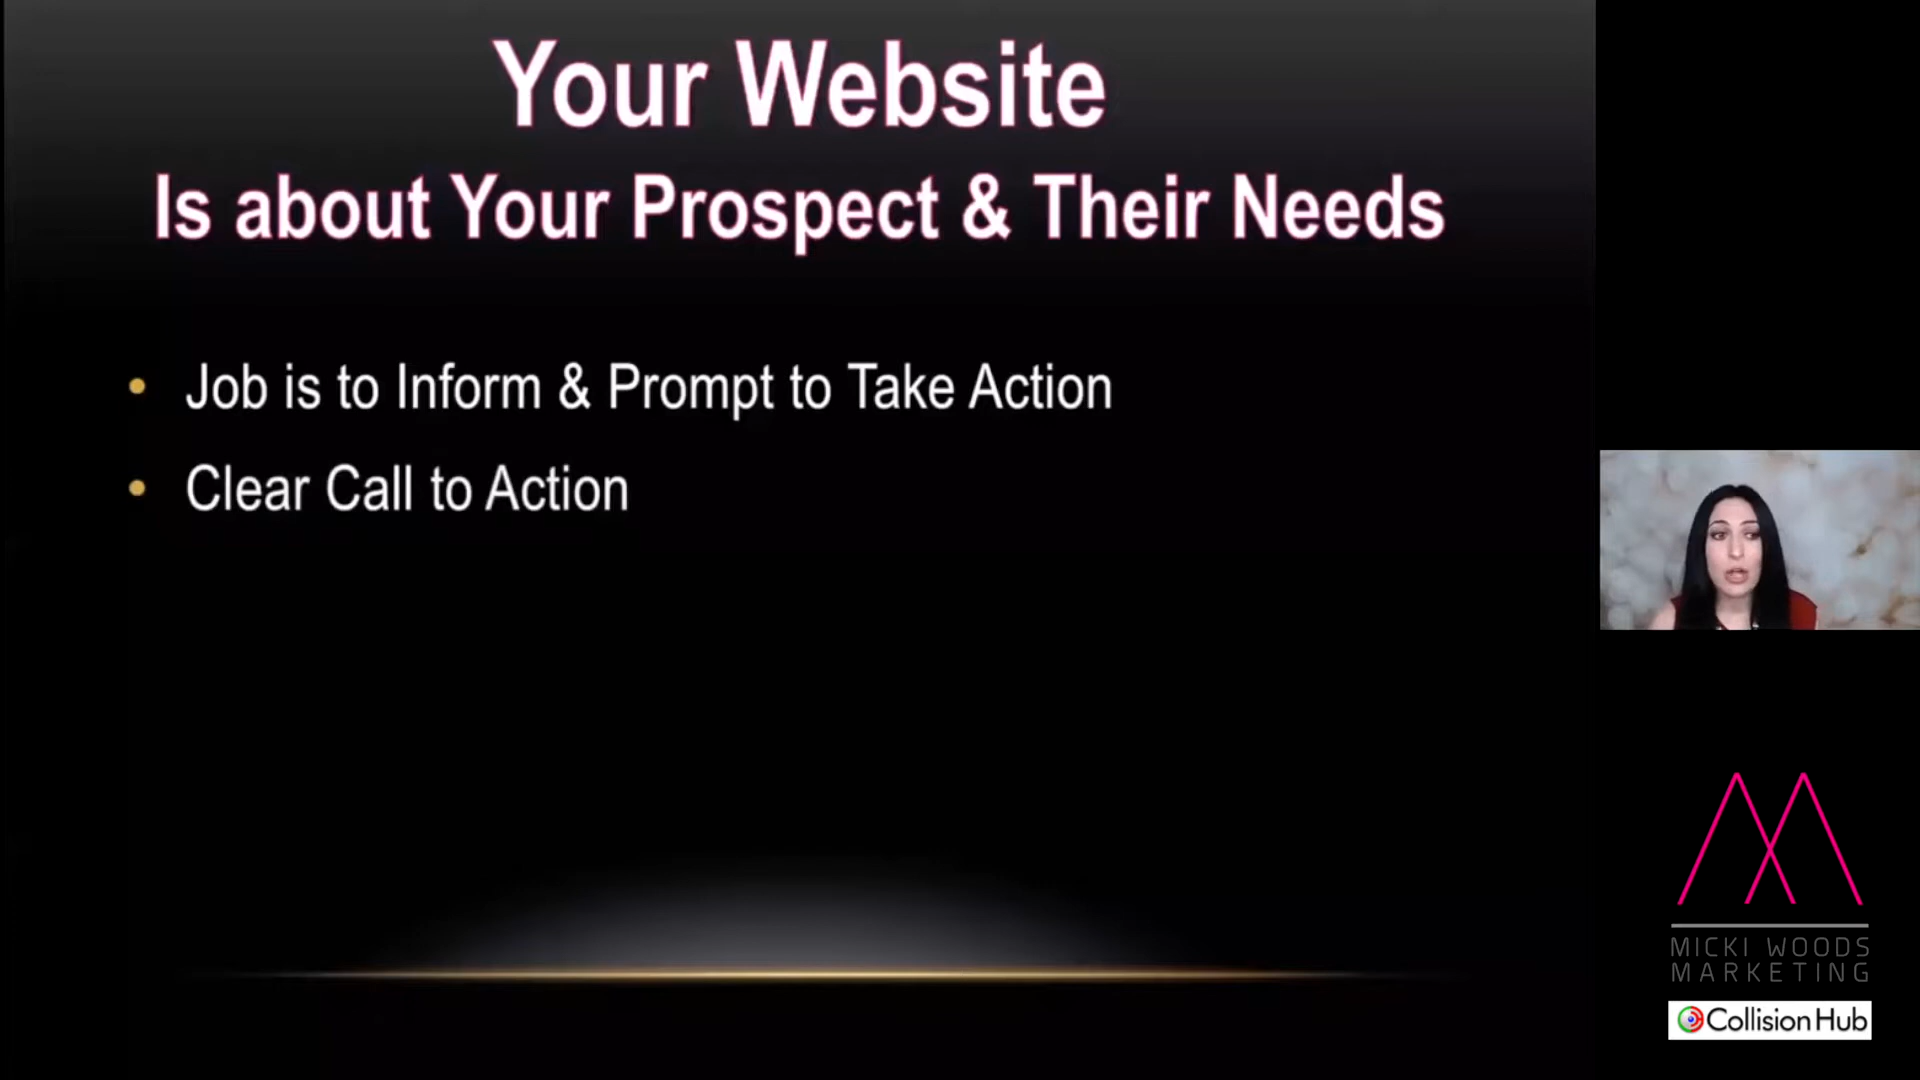 Your Website
Is about Your Prospect & Their Needs
• Job is to Inform & Prompt to Take Action
• Clear Call to Action
MICKI WOODS
MARKETING
Collision Hub